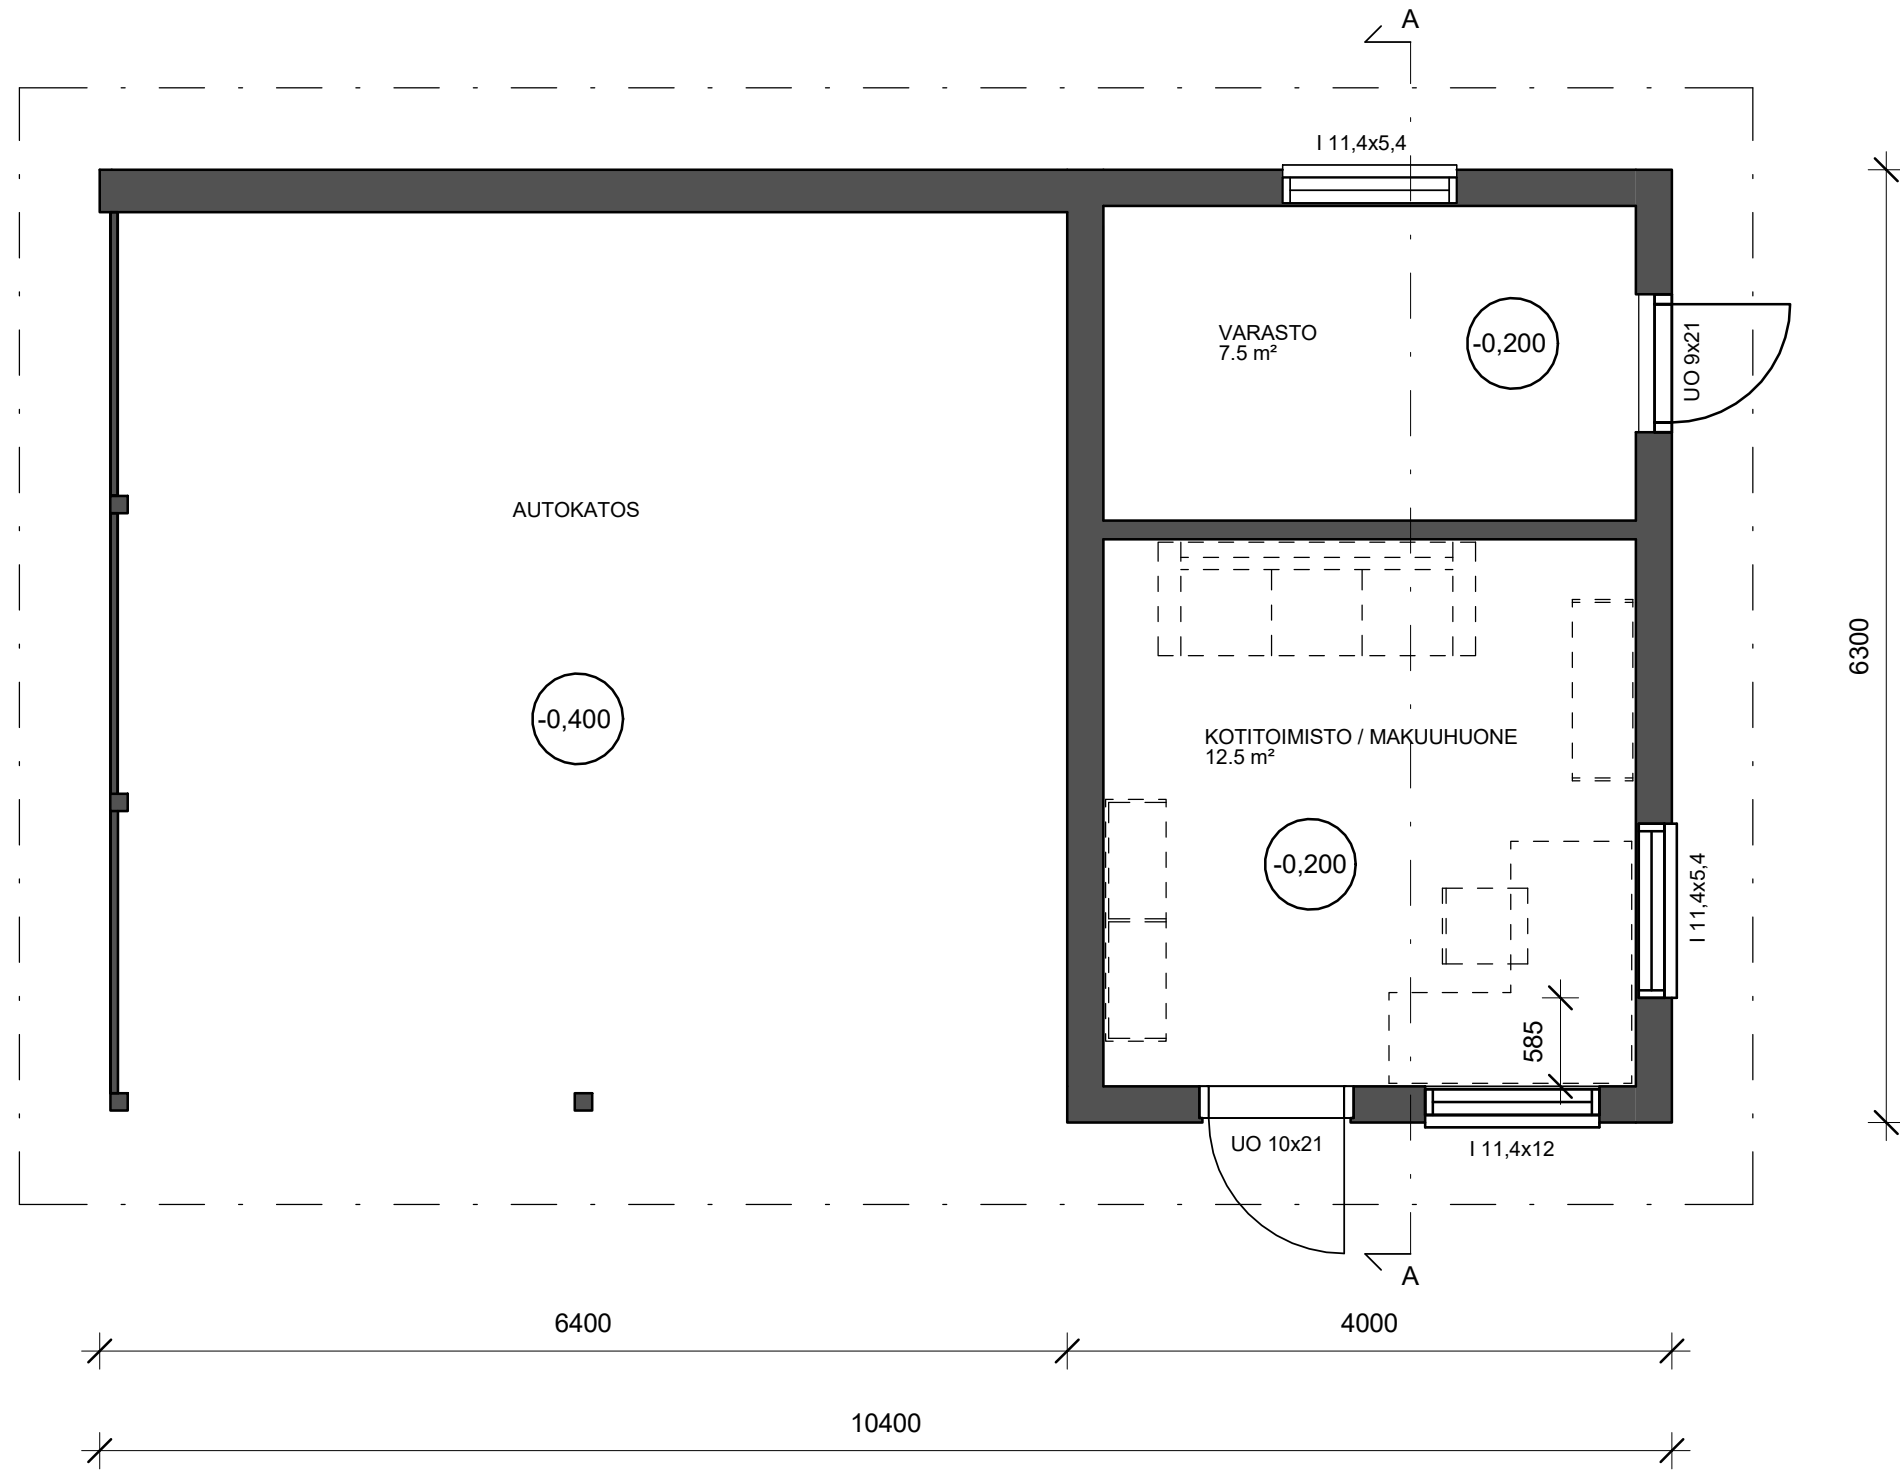 A
I 11,4x5,4
VARASTO
7.5 m²
-0,200
UO 9x21
AUTOKATOS
6300
-0,400
KOTITOIMISTO / MAKUUHUONE
12.5 m²
-0,200
I 11,4x5,4
585
UO 10x21
I 11,4x12
A
6400
4000
10400